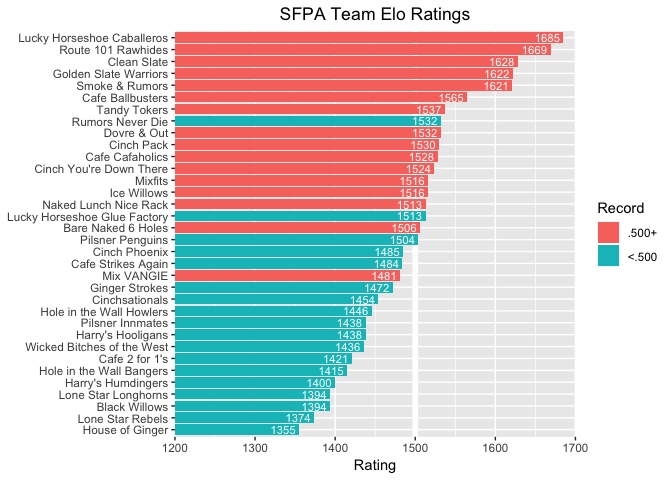 SFPA Team Elo Ratings
Lucky Horseshoe Caballeros 1685
Route 101 Rawhides 1669
Clean Slate 1628
Golden Slate Warriors 1622
Smoke & Rumors 1621
Cafe Ballbusters 1565
Tandy Tokers 1537
Rumors Never Die 1532
Dovre & Out 1532
Cinch Pack 1530
Cafe Cafaholics 1528
Cinch You're Down There 1524
Mixfits 1516
Ice Willows 1516
Naked Lunch Nice Rack 1513
Lucky Horseshoe Glue Factory 1513
Bare Naked 6 Holes 1506
Pilsner Penguins 1504
Cinch Phoenix 1485
Cafe Strikes Again 1484
Mix VANGIE 1481
Ginger Strokes 1472
Cinchsationals 1454
Hole in the Wall Howlers 1446
Pilsner Innmates 1438
Harry's Hooligans 1438
Wicked Bitches of the West 1436
Cafe 2 for 1's 1421
Hole in the Wall Bangers 1415
Harry's Humdingers 1400
Lone Star Longhorns 1394
Black Willows 1394
Lone Star Rebels 1374
House of Ginger 1355
1200 1300 1400 1500 1600 1700
Rating
Record
.500+
<.500